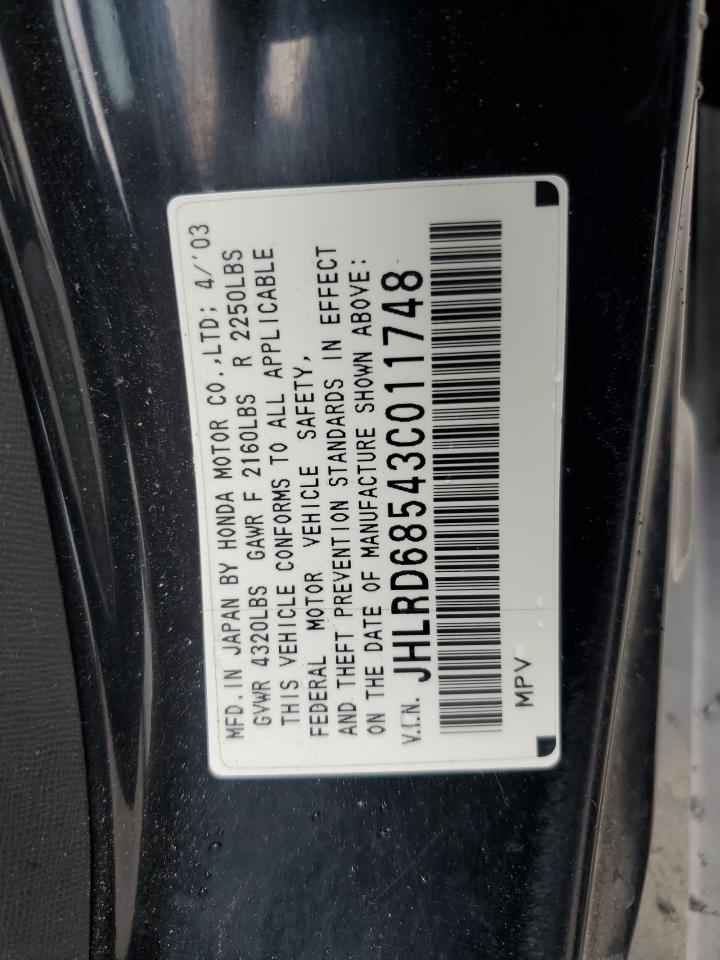 MFD. IN JAPAN BY HONDA MOTOR CO.,LTD; 4/'03
GVWR 4320LBS GAWR F 2160LBS R 2250LBS
THIS VEHICLE CONFORMS TO ALL APPLICABLE
FEDERAL MOTOR VEHICLE SAFETY,
AND THEFT PREVENTION STANDARDS IN EFFECT
ON THE DATE OF MANUFACTURE SHOWN ABOVE:
V.I.N. JHLRD68543C011748
MPV